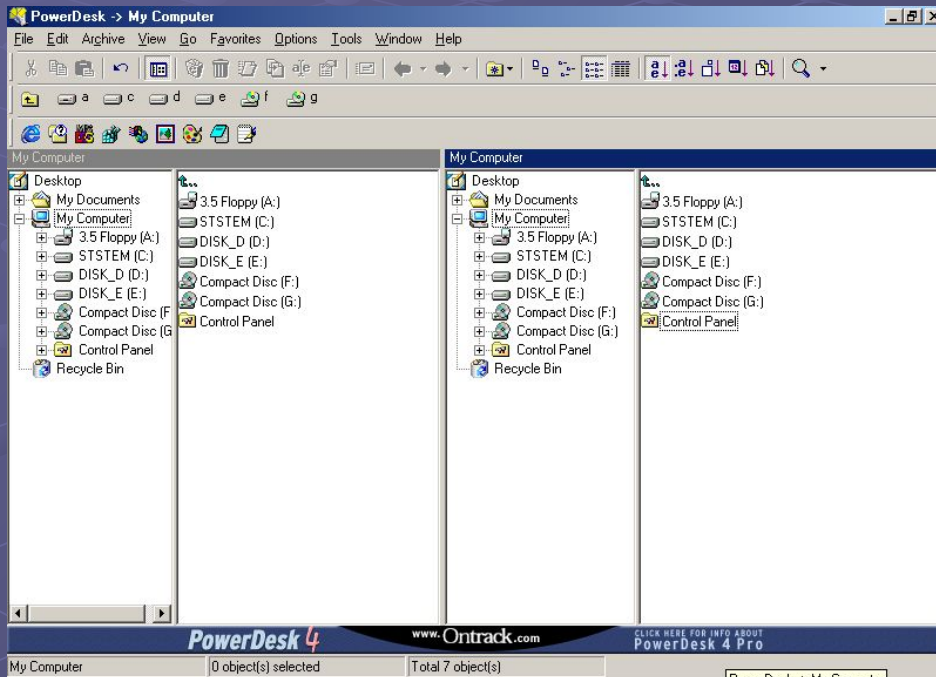 PowerDesk -> My Computer
File Edit Archive View Go Favorites Options Tools Window Help
a c d e f g
My Computer
Desktop
My Documents
My Computer
3.5 Floppy (A:)
STSTEM (C:)
DISK_D (D:)
DISK_E (E:)
Compact Disc (F
Compact Disc (G
Control Panel
Recycle Bin
3.5 Floppy (A:)
STSTEM (C:)
DISK_D (D:)
DISK_E (E:)
Compact Disc (F:)
Compact Disc (G:)
Control Panel
My Computer
Desktop
My Documents
My Computer
3.5 Floppy (A:)
STSTEM (C:)
DISK_D (D:)
DISK_E (E:)
Compact Disc (F:)
Compact Disc (G:)
Control Panel
Recycle Bin
3.5 Floppy (A:)
STSTEM (C:)
DISK_D (D:)
DISK_E (E:)
Compact Disc (F:)
Compact Disc (G:)
Control Panel
PowerDesk 4
www.Ontrack.com
CLICK HERE FOR INFO ABOUT
PowerDesk 4 Pro
My Computer
0 object(s) selected
Total 7 object(s)